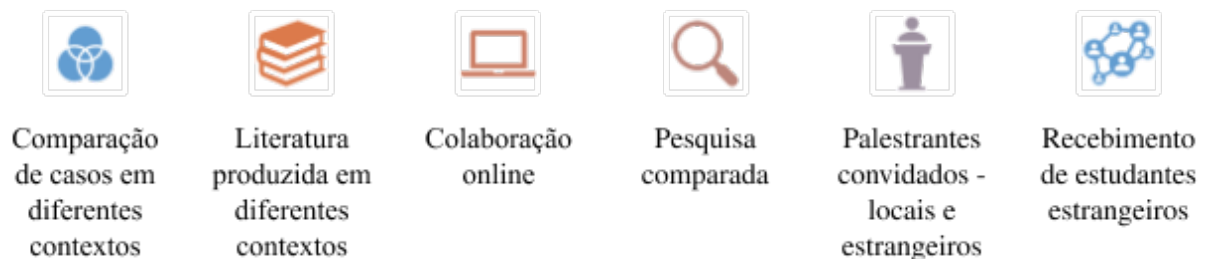 Comparação
de casos em
diferentes
contextos
Literatura
produzida em
diferentes
contextos
Colaboração
online
Pesquisa
comparada
Palestrantes
convidados -
locais e
estrangeiros
Recebimento
de estudantes
estrangeiros